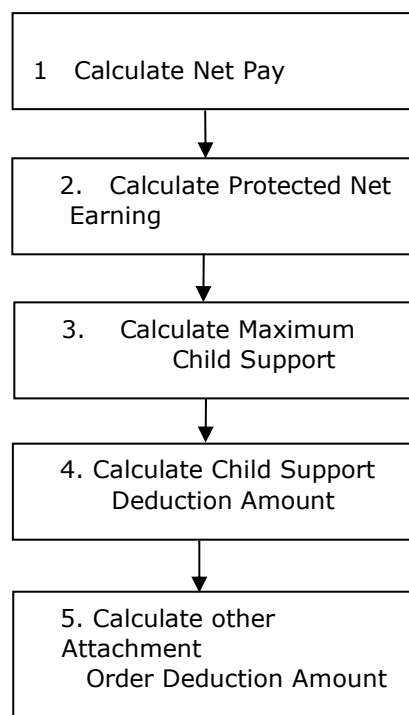 1 Calculate Net Pay
2. Calculate Protected Net
Earning
3. Calculate Maximum
Child Support
4. Calculate Child Support
Deduction Amount
5. Calculate other
Attachment
Order Deduction Amount